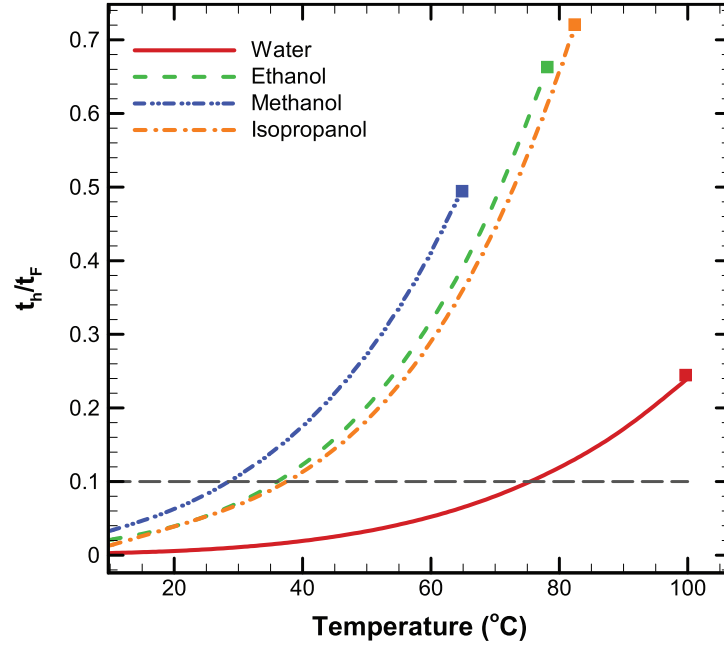 0.7
0.6
0.5
0.4
0.3
0.2
0.1
0
t_h/t_F
Water
Ethanol
Methanol
Isopropanol
20 40 60 80 100
Temperature (°C)